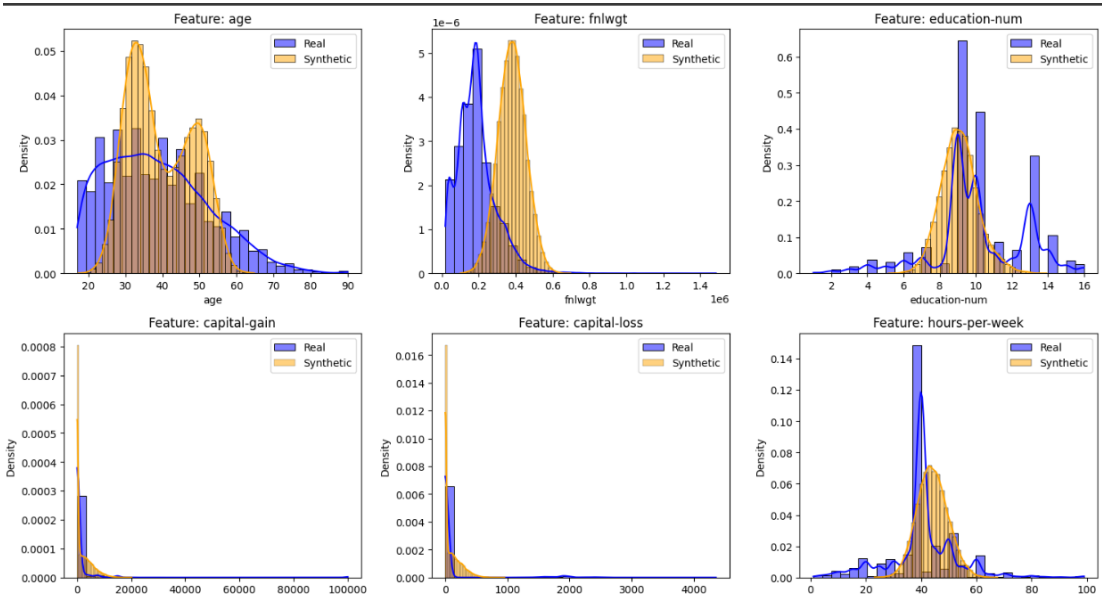 Feature: age
Real
Synthetic
Density
0.05
0.04
0.03
0.02
0.01
0.00
20 30 40 50 60 70 80 90
age
Feature: fnlwgt
1e-6
Real
Synthetic
Density
5
4
3
2
1
0
0.0 0.2 0.4 0.6 0.8 1.0 1.2 1.4
1e6
fnlwgt
Feature: education-num
Real
Synthetic
Density
0.6
0.5
0.4
0.3
0.2
0.1
0.0
2 4 6 8 10 12 14 16
education-num
Feature: capital-gain
Real
Synthetic
Density
0.0008
0.0007
0.0006
0.0005
0.0004
0.0003
0.0002
0.0001
0.0000
0 20000 40000 60000 80000 100000
Feature: capital-loss
Real
Synthetic
Density
0.016
0.014
0.012
0.010
0.008
0.006
0.004
0.002
0.000
0 1000 2000 3000 4000
Feature: hours-per-week
Real
Synthetic
Density
0.14
0.12
0.10
0.08
0.06
0.04
0.02
0.00
0 20 40 60 80 100